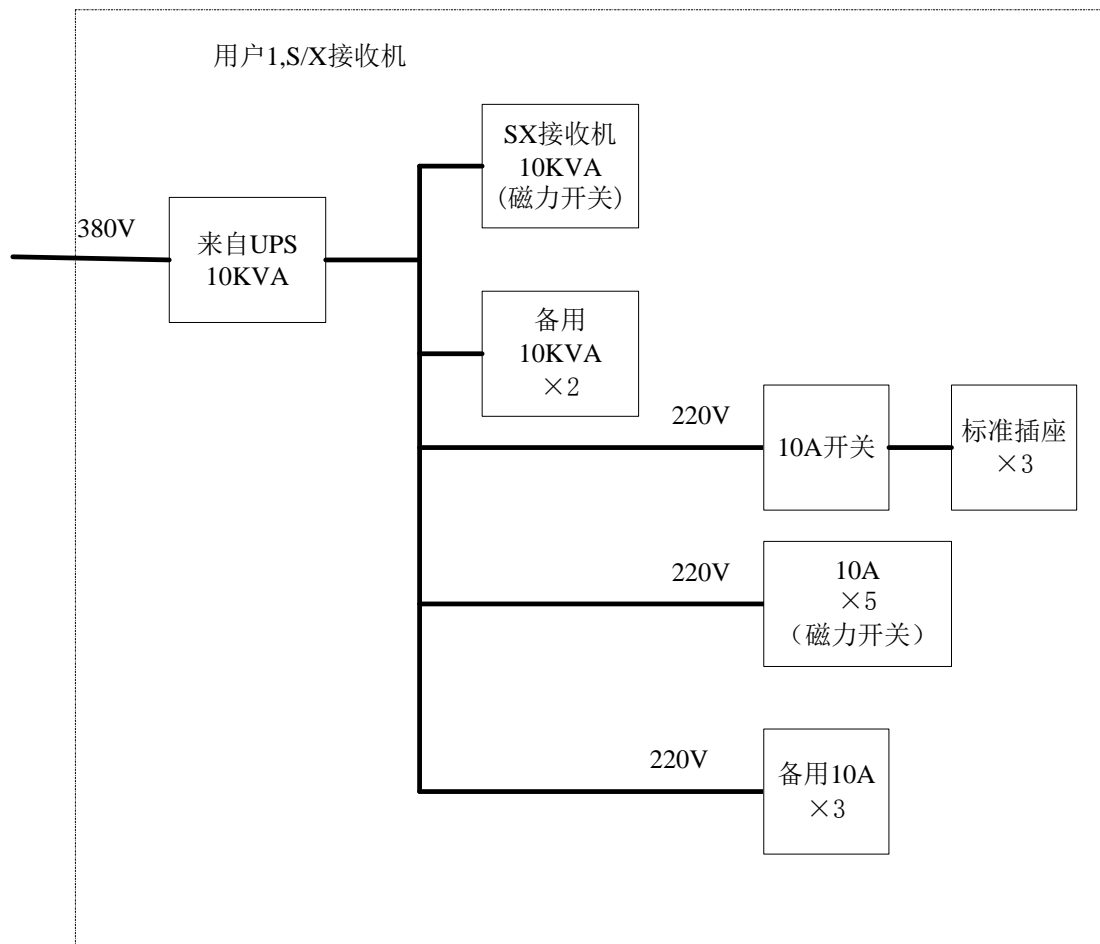 用户1,S/X接收机
SX接收机
10KVA
(磁力开关)
380V
来自UPS
10KVA
备用
10KVA
×2
220V
10A开关
标准插座
×3
220V
10A
×5
（磁力开关）
220V
备用10A
×3